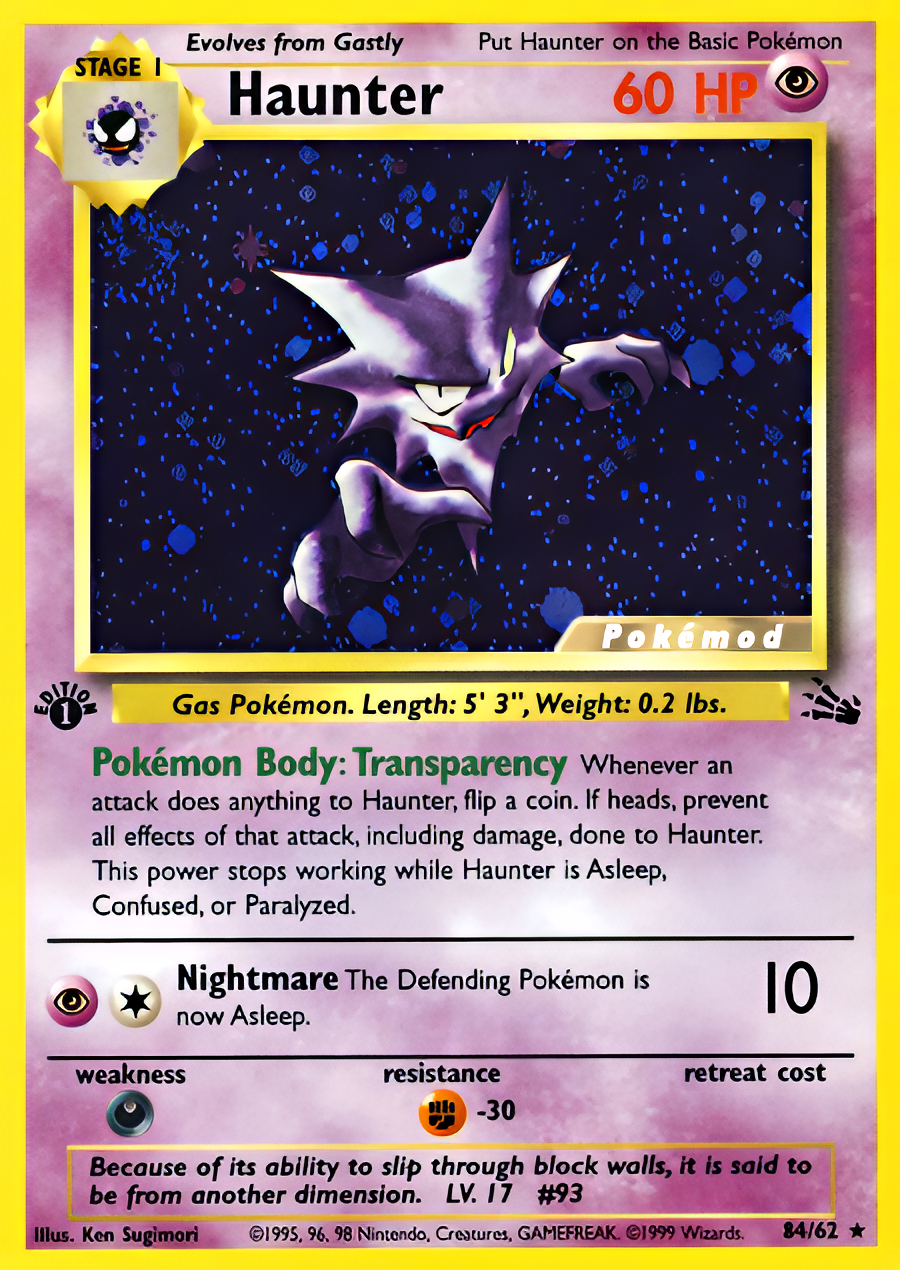 Evolves from Gastly
Put Haunter on the Basic Pokémon
STAGE 1
Haunter
60 HP
Pokémod
EDITION
1
Gas Pokémon. Length: 5' 3", Weight: 0.2 lbs.
Pokémon Body: Transparency Whenever an
attack does anything to Haunter, flip a coin. If heads, prevent
all effects of that attack, including damage, done to Haunter.
This power stops working while Haunter is Asleep,
Confused, or Paralyzed.
Nightmare The Defending Pokémon is
now Asleep.
10
weakness
resistance
retreat cost
-30
Because of its ability to slip through block walls, it is said to
be from another dimension. LV. 17 #93
Illus. Ken Sugimori
©1995, 96, 98 Nintendo, Creatures, GAMEFREAK. ©1999 Wizards.
84/62 ★